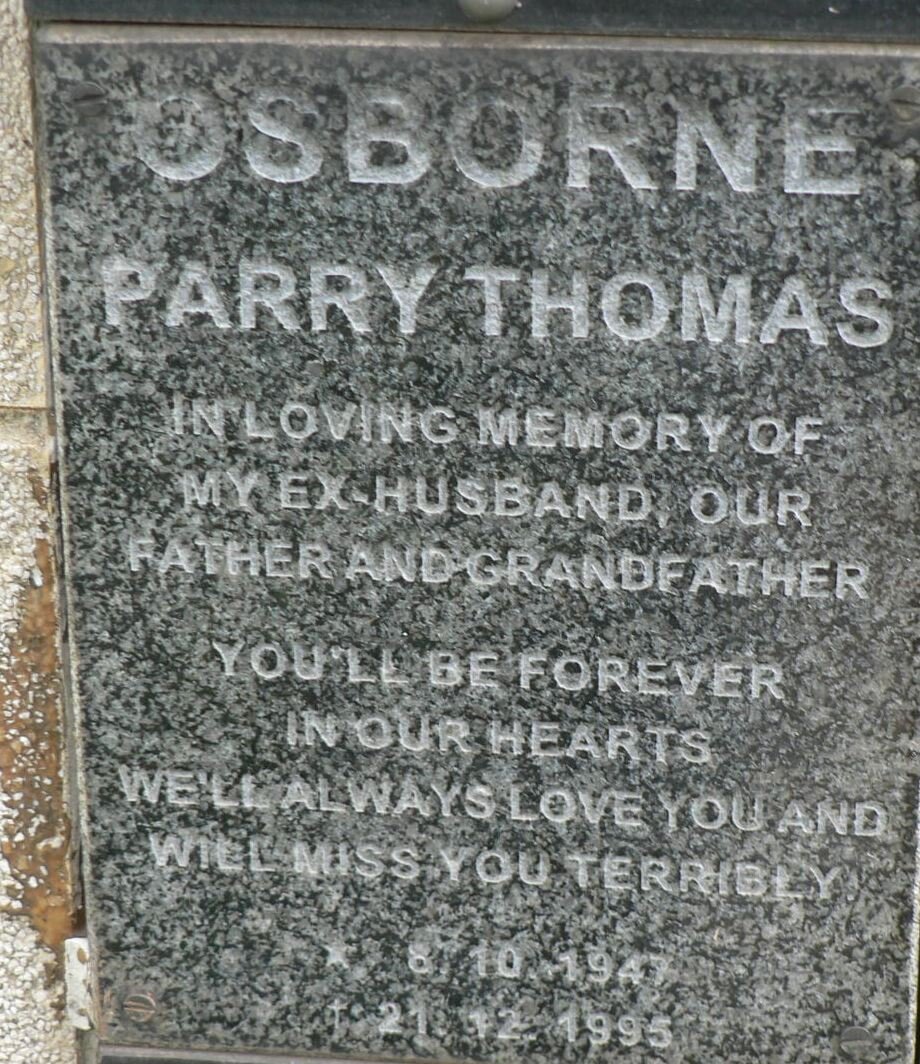 OSBORNE
PARRY THOMAS
IN LOVING MEMORY OF
MY EX-HUSBAND, OUR
FATHER AND GRANDFATHER
YOU'LL BE FOREVER
IN OUR HEARTS
WE'LL ALWAYS LOVE YOU AND
WILL MISS YOU TERRIBLY
* 8. 10. 1947
† 21. 12. 1995